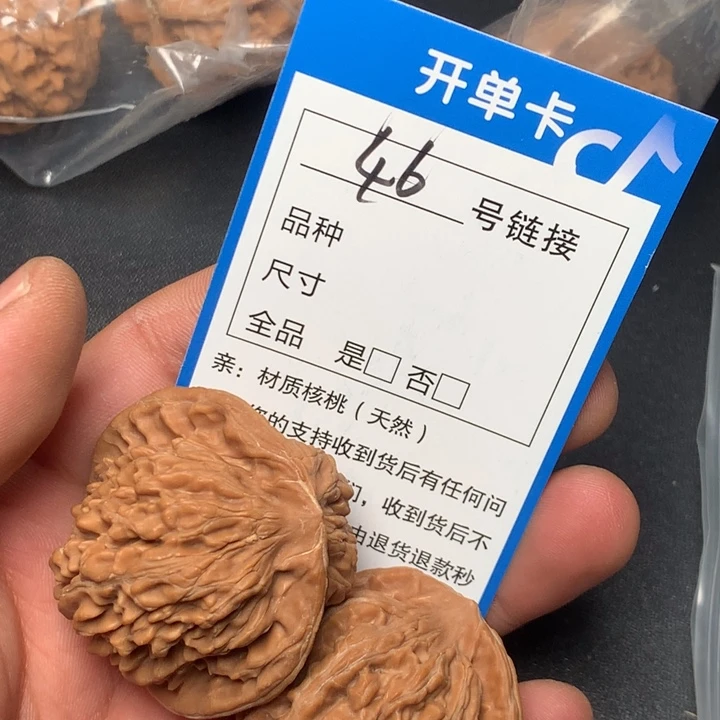 开单卡
46 号链接
品种
尺寸
全品 是□ 否□
亲：材质核桃（天然）
的支持收到货后有任何问
，收到货后不
由退货退款秒